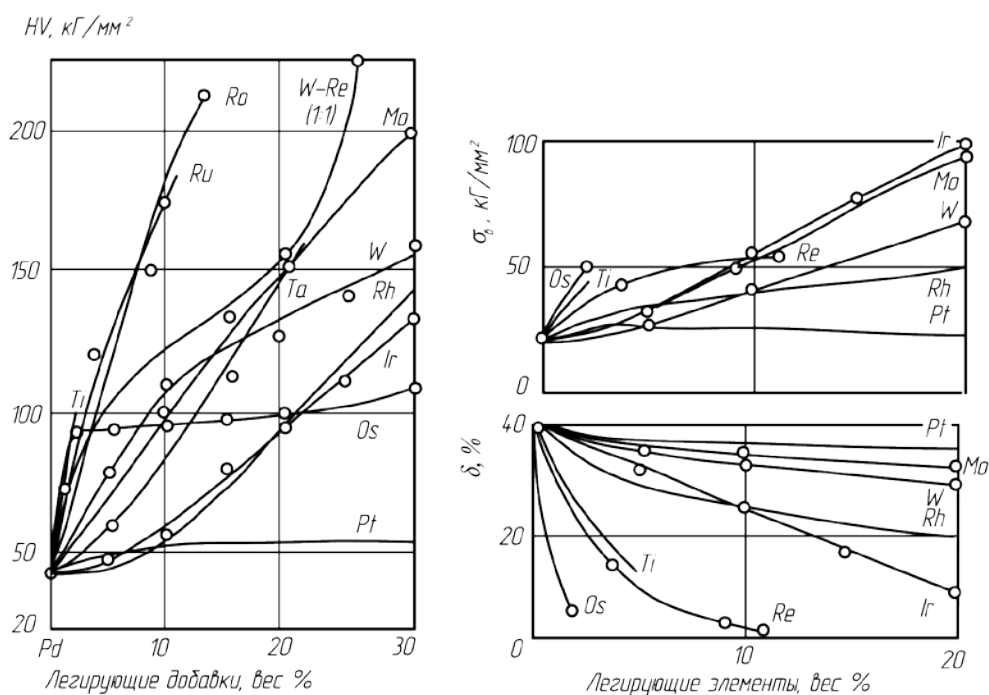 HV, кГ/мм²
200
150
100
50
20
Ro
Ru
W-Re
(1:1)
Mo
W
Rh
Ta
Ir
Ti
Os
Pt
Pd 10 20 30
Легирующие добавки, вес %
σв, кГ/мм²
100
50
0
Ir
Mo
W
Re
Os Ti
Rh
Pt
δ, %
40
20
0
Pt
Mo
W
Rh
Ti
Ir
Os
Re
10 20
Легирующие элементы, вес %